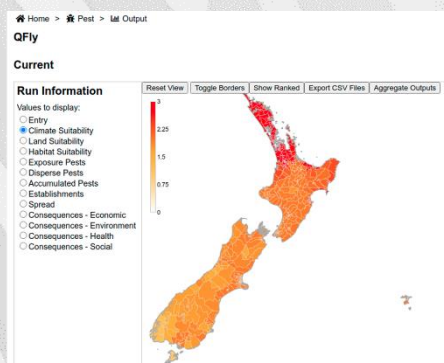 Home > Pest > Output
QFly
Current
Run Information
Values to display:
Entry
Climate Suitability
Land Suitability
Habitat Suitability
Exposure Pests
Disperse Pests
Accumulated Pests
Establishments
Spread
Consequences - Economic
Consequences - Environment
Consequences - Health
Consequences - Social
Reset View Toggle Borders Show Ranked Export CSV Files Aggregate Outputs
3
2.25
1.5
0.75
0